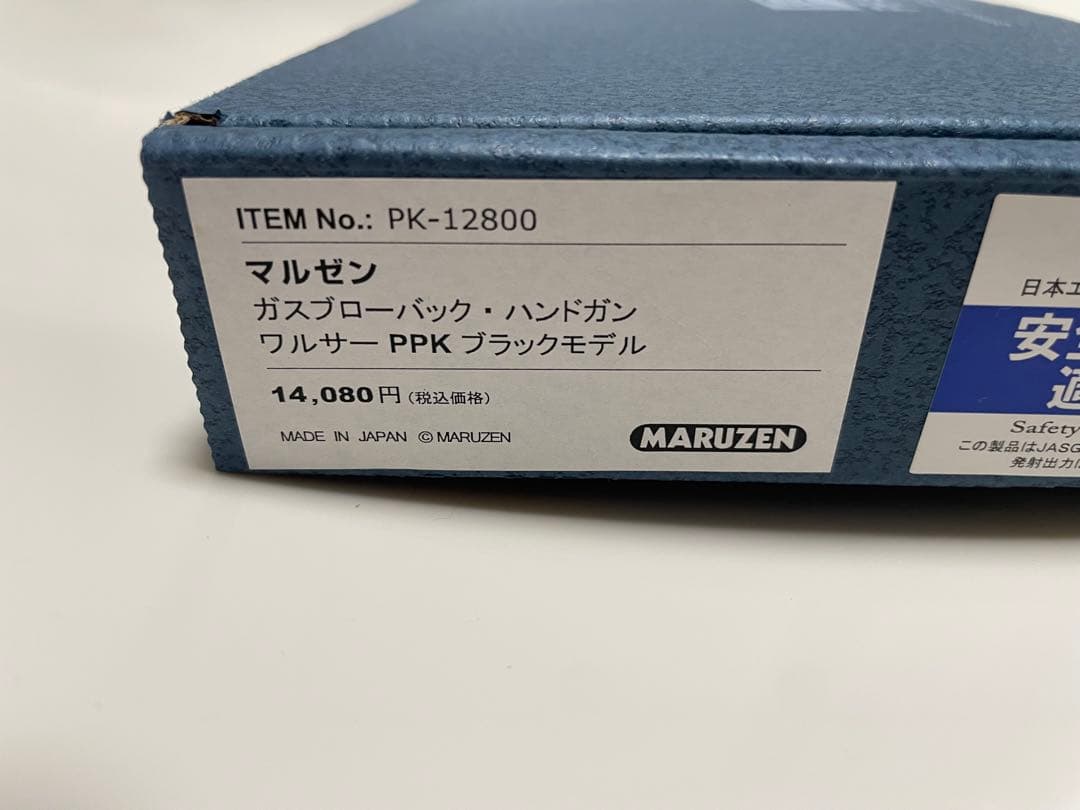 ITEM No.: PK-12800
マルゼン
ガスブローバック・ハンドガン
ワルサー PPK ブラックモデル
14,080円 (税込価格)
MADE IN JAPAN ©MARUZEN
MARUZEN
日本エ
安
適
Safety
この製品はJASG
発射出力は